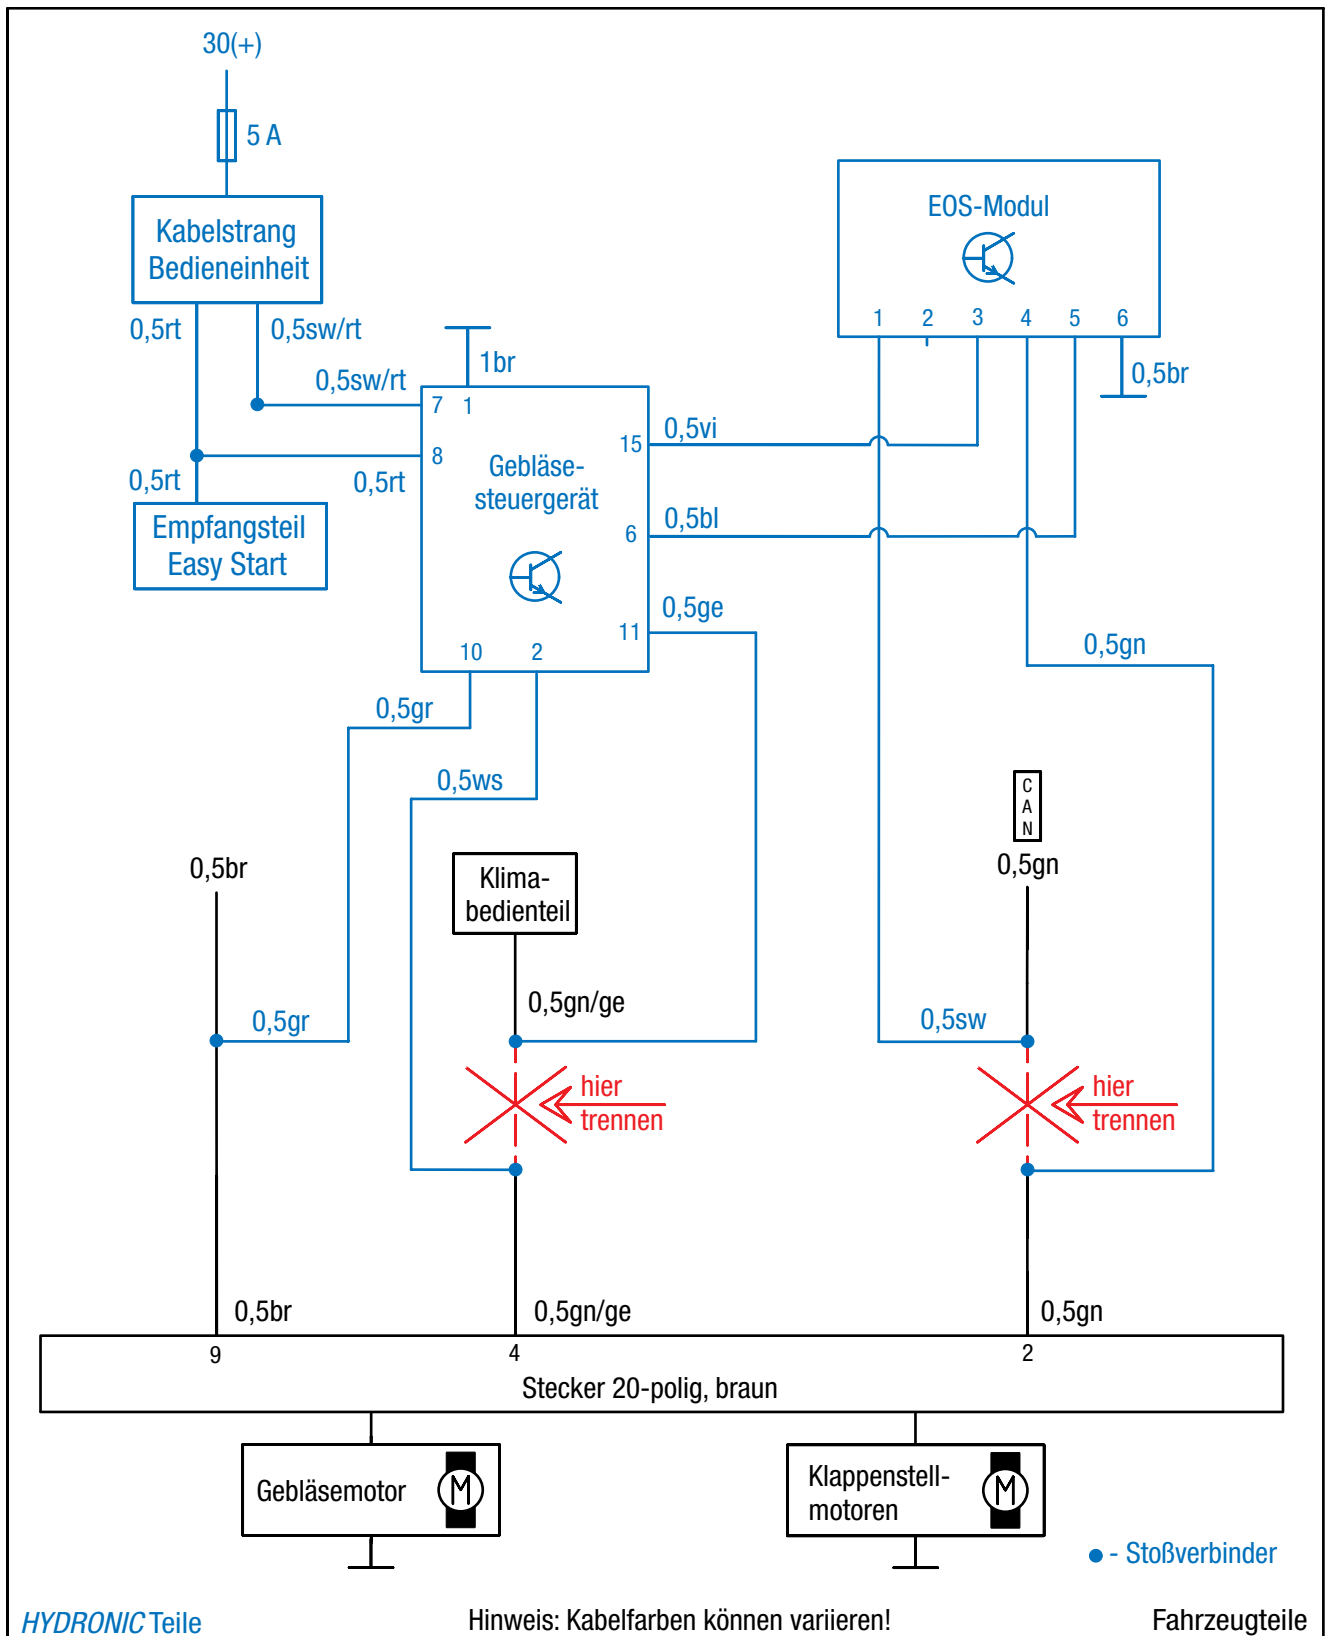 30(+)
5 A
Kabelstrang
Bedieneinheit
EOS-Modul
1 2 3 4 5 6
0,5rt
0,5sw/rt
0,5sw/rt
1br
0,5br
7 1
15
0,5vi
8
0,5rt
0,5rt
Gebläse-
steuergerät
Empfangsteil
Easy Start
6
0,5bl
11
0,5ge
10 2
0,5gn
0,5gr
0,5ws
C
A
N
0,5br
Klima-
bedienteil
0,5gn
0,5gn/ge
0,5gr
0,5sw
hier
trennen
hier
trennen
0,5br
0,5gn/ge
0,5gn
9 4 2
Stecker 20-polig, braun
Gebläsemotor
M
Klappenstell-
motoren
M
- Stoßverbinder
HYDRONIC Teile
Hinweis: Kabelfarben können variieren!
Fahrzeugteile